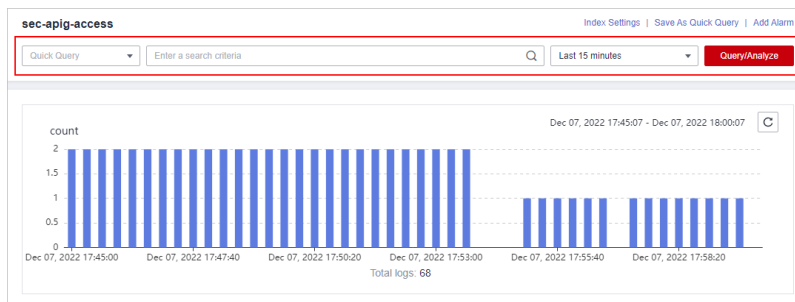 sec-apig-access
Index Settings | Save As Quick Query | Add Alarm
Quick Query Enter a search criteria Last 15 minutes Query/Analyze
Dec 07, 2022 17:45:07 - Dec 07, 2022 18:00:07
count
2
1.5
1
0.5
0
Dec 07, 2022 17:45:00 Dec 07, 2022 17:47:40 Dec 07, 2022 17:50:20 Dec 07, 2022 17:53:00 Dec 07, 2022 17:55:40 Dec 07, 2022 17:58:20
Total logs: 68